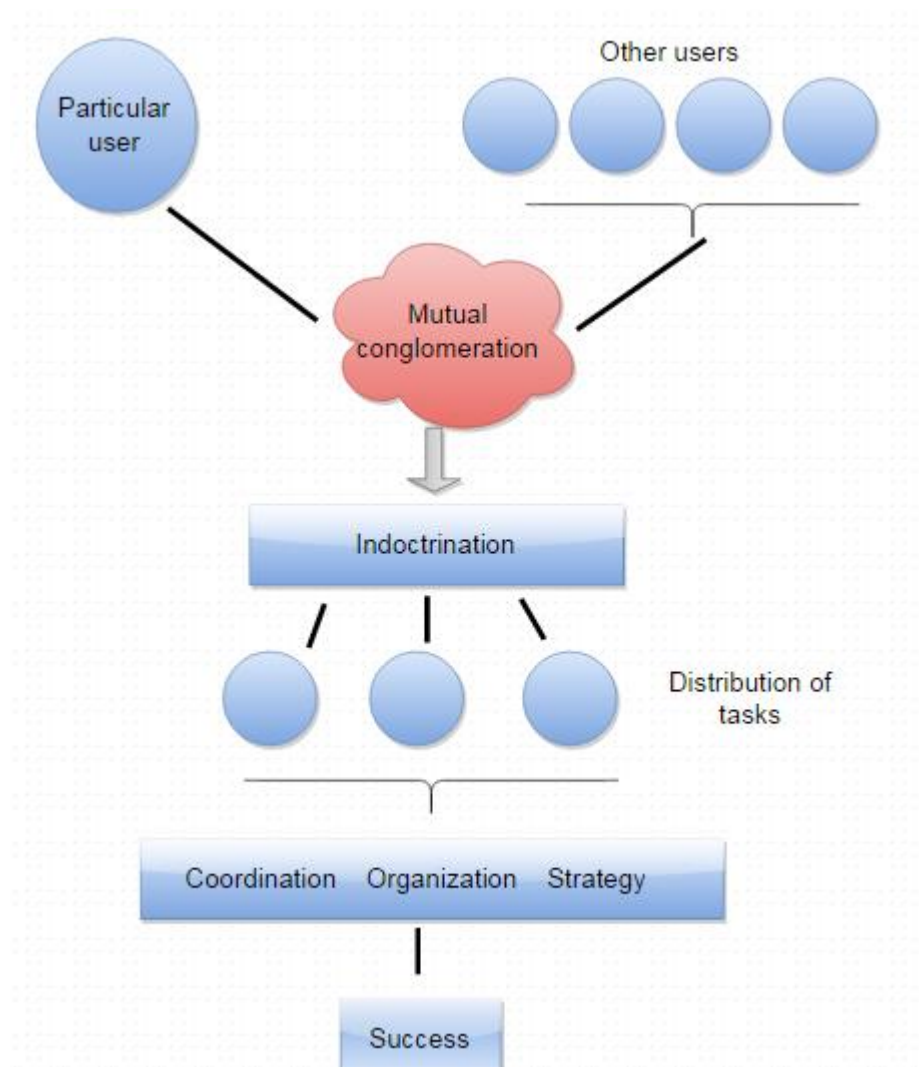 Other users
Particular
user
Mutual
conglomeration
Indoctrination
Distribution of
tasks
Coordination Organization Strategy
Success